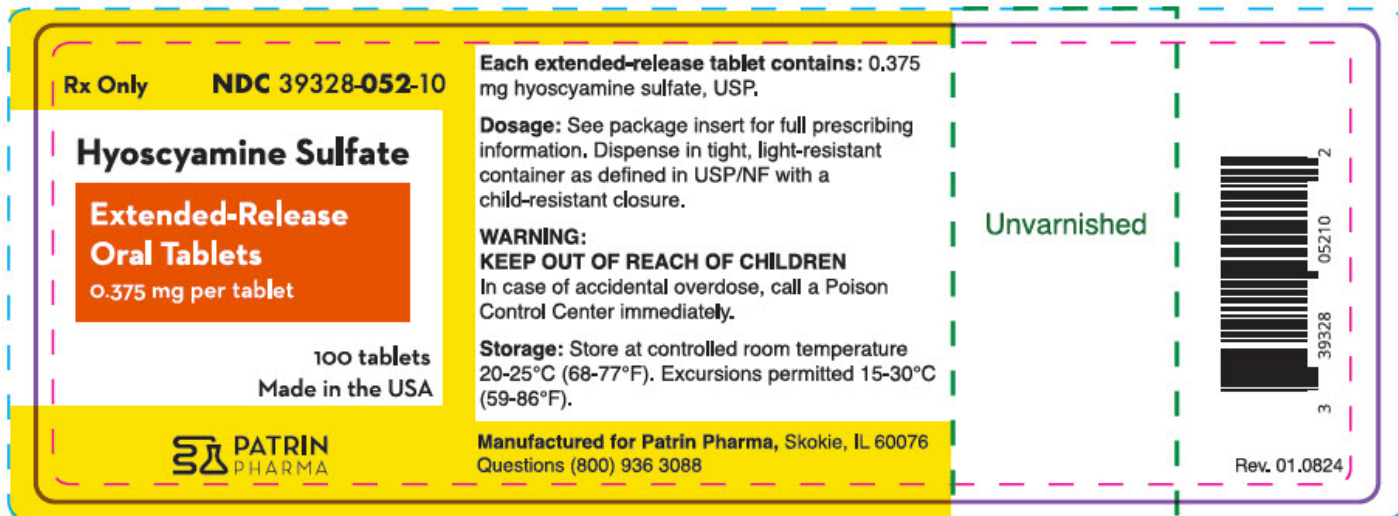 Rx Only NDC 39328-052-10
Hyoscyamine Sulfate
Extended-Release
Oral Tablets
0.375 mg per tablet
100 tablets
Made in the USA
PATRIN
PHARMA
Each extended-release tablet contains: 0.375
mg hyoscyamine sulfate, USP.
Dosage: See package insert for full prescribing
information. Dispense in tight, light-resistant
container as defined in USP/NF with a
child-resistant closure.
WARNING:
KEEP OUT OF REACH OF CHILDREN
In case of accidental overdose, call a Poison
Control Center immediately.
Storage: Store at controlled room temperature
20-25°C (68-77°F). Excursions permitted 15-30°C
(59-86°F).
Manufactured for Patrin Pharma, Skokie, IL 60076
Questions (800) 936 3088
Unvarnished
3 39328 05210 2
Rev. 01.0824